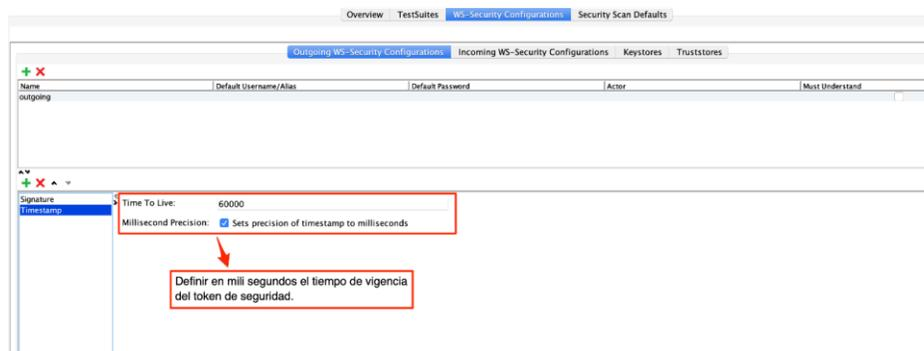 Overview TestSuites WS-Security Configurations Security Scan Defaults
Outgoing WS-Security Configurations Incoming WS-Security Configurations Keystores Truststores
Name Default Username/Alias Default Password Actor Must Understand
outgoing
Signature
Timestamp
Time To Live: 60000
Millisecond Precision: Sets precision of timestamp to milliseconds
Definir en mili segundos el tiempo de vigencia
del token de seguridad.